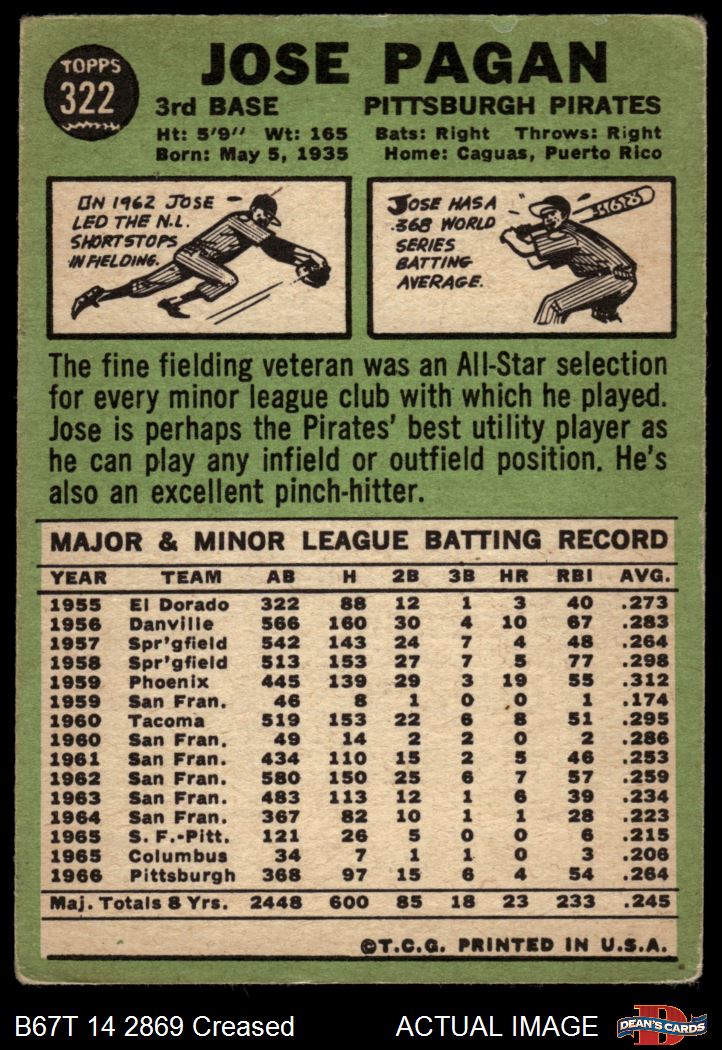 TOPPS
322
JOSE PAGAN
3rd BASE PITTSBURGH PIRATES
Ht: 5'9" Wt: 165 Bats: Right Throws: Right
Born: May 5, 1935 Home: Caguas, Puerto Rico
IN 1962 JOSE
LED THE N.L.
SHORTSTOPS
IN FIELDING.
JOSE HAS A
.368 WORLD
SERIES
BATTING
AVERAGE.
.368
The fine fielding veteran was an All-Star selection
for every minor league club with which he played.
Jose is perhaps the Pirates' best utility player as
he can play any infield or outfield position. He's
also an excellent pinch-hitter.
MAJOR & MINOR LEAGUE BATTING RECORD
YEAR TEAM AB H 2B 3B HR RBI AVG.
1955 El Dorado 322 88 12 1 3 40 .273
1956 Danville 566 160 30 4 10 67 .283
1957 Spr'gfield 542 143 24 7 4 48 .264
1958 Spr'gfield 513 153 27 7 5 77 .298
1959 Phoenix 445 139 29 3 19 55 .312
1959 San Fran. 46 8 1 0 0 1 .174
1960 Tacoma 519 153 22 6 8 51 .295
1960 San Fran. 49 14 2 2 0 2 .286
1961 San Fran. 434 110 15 2 5 46 .253
1962 San Fran. 580 150 25 6 7 57 .259
1963 San Fran. 483 113 12 1 6 39 .234
1964 San Fran. 367 82 10 1 1 28 .223
1965 S. F.-Pitt. 121 26 5 0 0 6 .215
1965 Columbus 34 7 1 1 0 3 .206
1966 Pittsburgh 368 97 15 6 4 54 .264
Maj. Totals 8 Yrs. 2448 600 85 18 23 233 .245
©T.C.G. PRINTED IN U.S.A.
B67T 14 2869 Creased ACTUAL IMAGE
D
DEAN'S CARDS